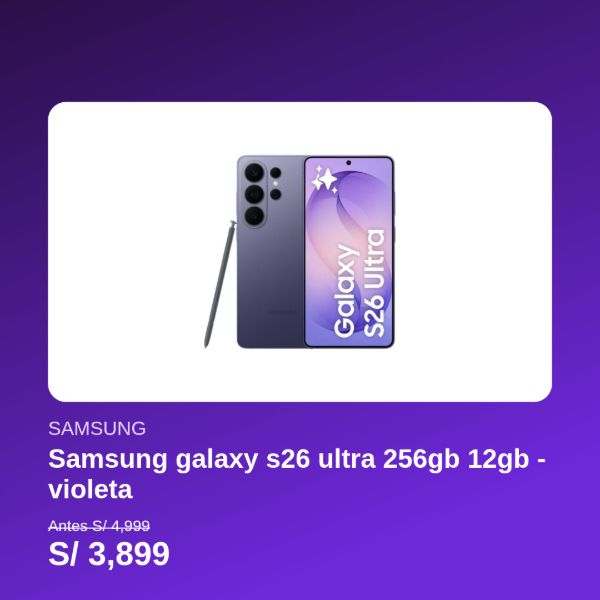 Galaxy
S26 Ultra
SAMSUNG
Samsung galaxy s26 ultra 256gb 12gb -
violeta
Antes S/ 4,999
S/ 3,899